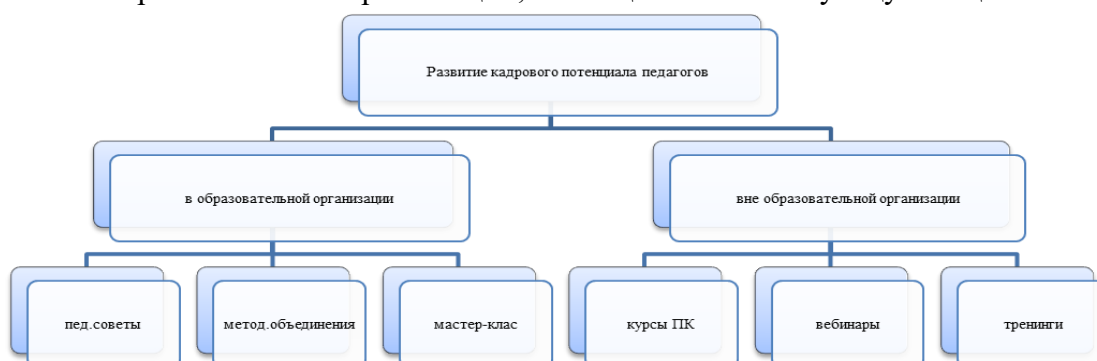 Развитие кадрового потенциала педагогов
в образовательной организации
вне образовательной организации
пед.советы
метод.объединения
мастер-клас
курсы ПК
вебинары
тренинги